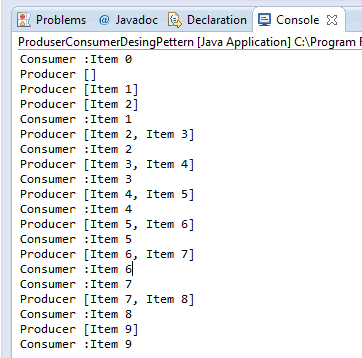 Problems @ Javadoc Declaration Console
ProduserConsumerDesingPettern [Java Application] C:\Program F
Consumer :Item 0
Producer []
Producer [Item 1]
Producer [Item 2]
Consumer :Item 1
Producer [Item 2, Item 3]
Consumer :Item 2
Producer [Item 3, Item 4]
Consumer :Item 3
Producer [Item 4, Item 5]
Consumer :Item 4
Producer [Item 5, Item 6]
Consumer :Item 5
Producer [Item 6, Item 7]
Consumer :Item 6
Consumer :Item 7
Producer [Item 7, Item 8]
Consumer :Item 8
Producer [Item 9]
Consumer :Item 9